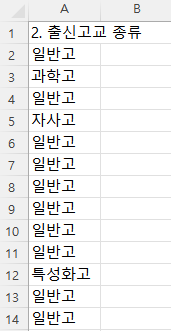 A B
1 2. 출신고교 종류
2 일반고
3 과학고
4 일반고
5 자사고
6 일반고
7 일반고
8 일반고
9 일반고
10 일반고
11 일반고
12 특성화고
13 일반고
14 일반고